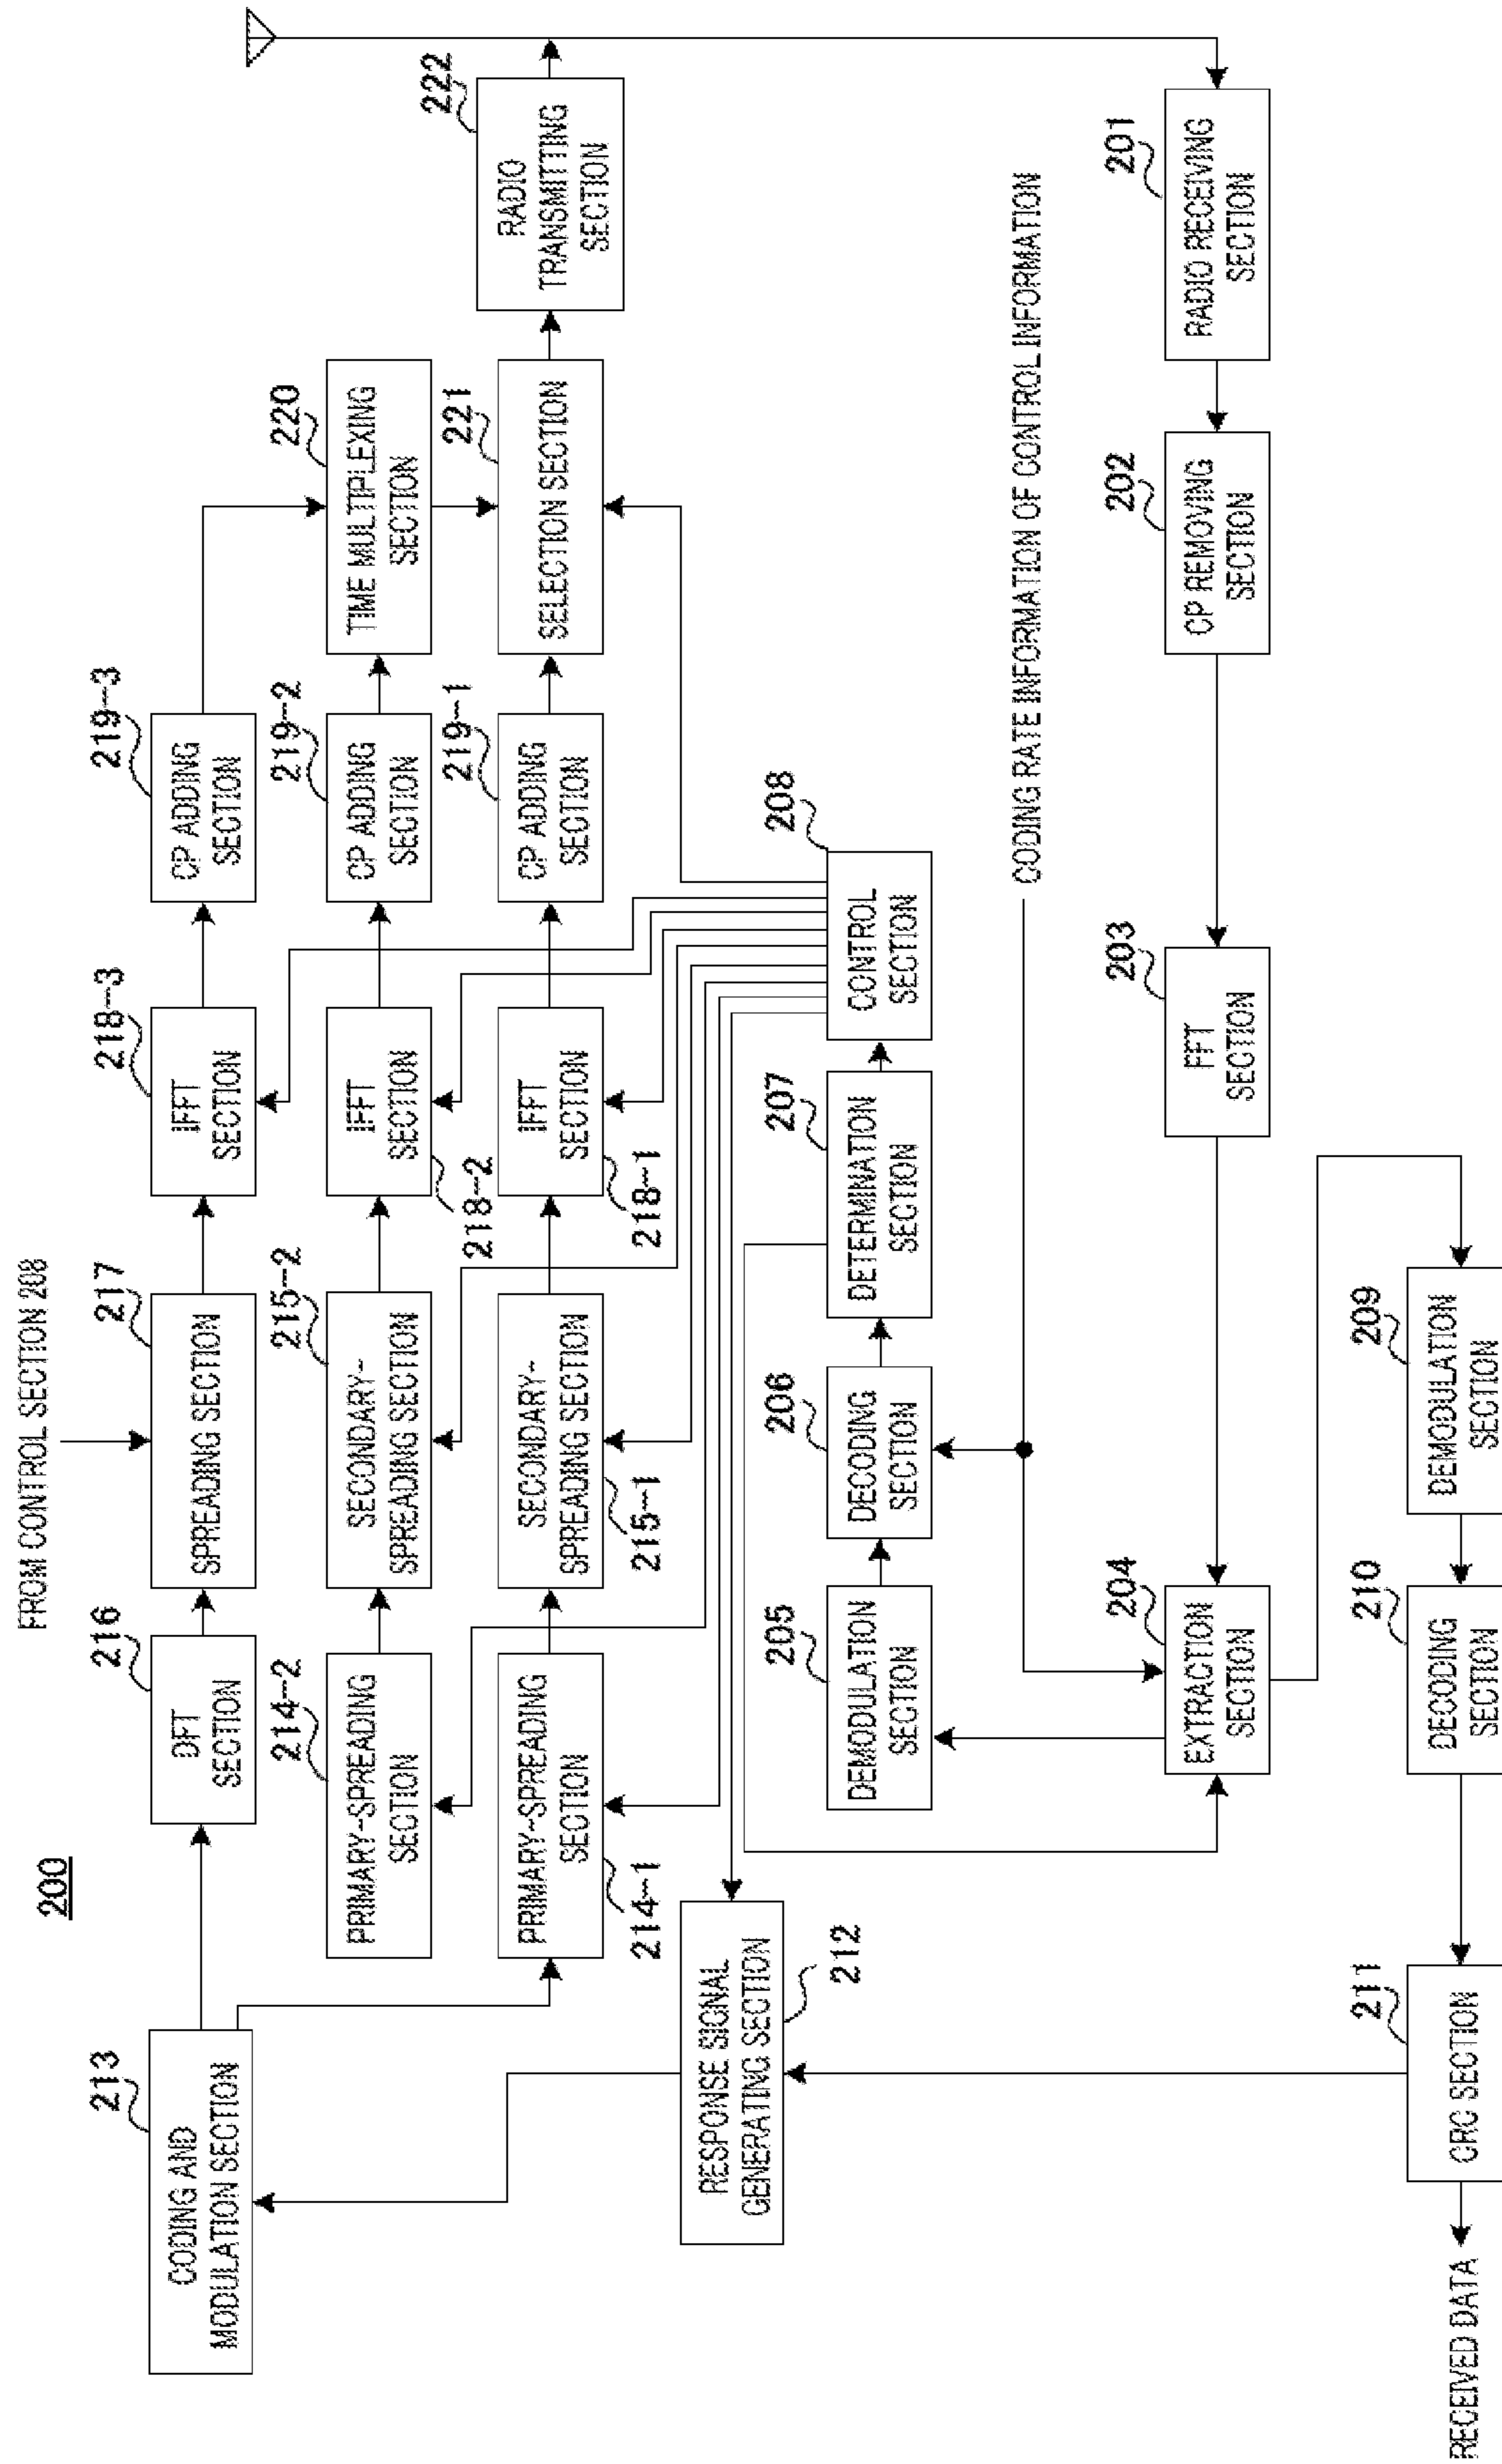 200
FROM CONTROL SECTION 208
213
CODING AND
MODULATION SECTION
216
DFT
SECTION
217
SPREADING SECTION
218-3
IFFT
SECTION
219-3
CP ADDING
SECTION
214-2
PRIMARY-SPREADING
SECTION
215-2
SECONDARY-
SPREADING SECTION
218-2
IFFT
SECTION
219-2
CP ADDING
SECTION
220
TIME MULTIPLEXING
SECTION
214-1
PRIMARY-SPREADING
SECTION
215-1
SECONDARY-
SPREADING SECTION
218-1
IFFT
SECTION
219-1
CP ADDING
SECTION
221
SELECTION SECTION
222
RADIO
TRANSMITTING
SECTION
212
RESPONSE SIGNAL
GENERATING SECTION
205
DEMODULATION
SECTION
206
DECODING
SECTION
207
DETERMINATION
SECTION
208
CONTROL
SECTION
CODING RATE INFORMATION OF CONTROL INFORMATION
204
EXTRACTION
SECTION
203
FFT
SECTION
202
CP REMOVING
SECTION
201
RADIO RECEIVING
SECTION
RECEIVED DATA
211
CRC SECTION
210
DECODING
SECTION
209
DEMODULATION
SECTION